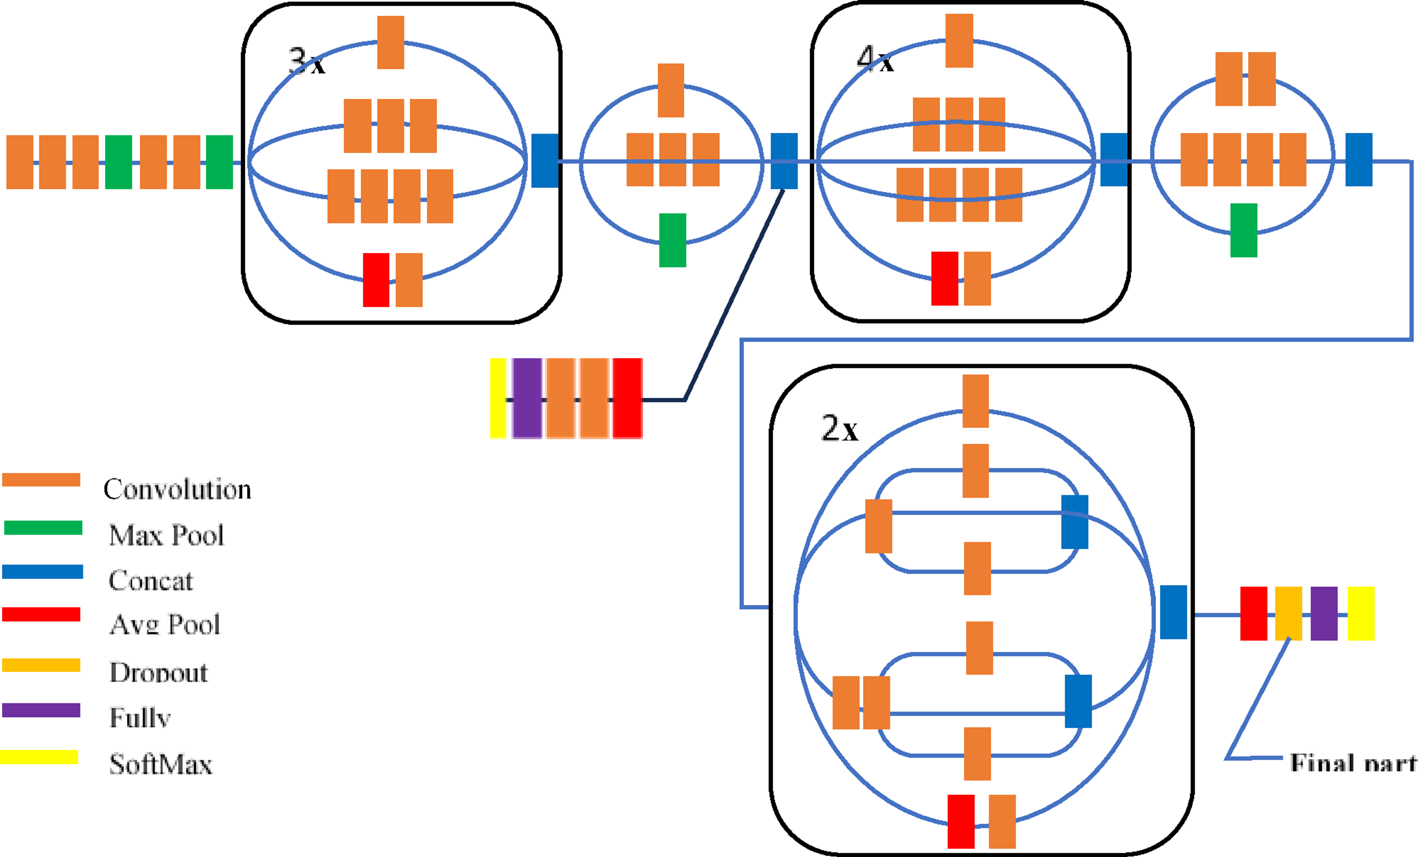 3x
4x
2x
Convolution
Max Pool
Concat
Avg Pool
Dropout
Fully
SoftMax
Final part